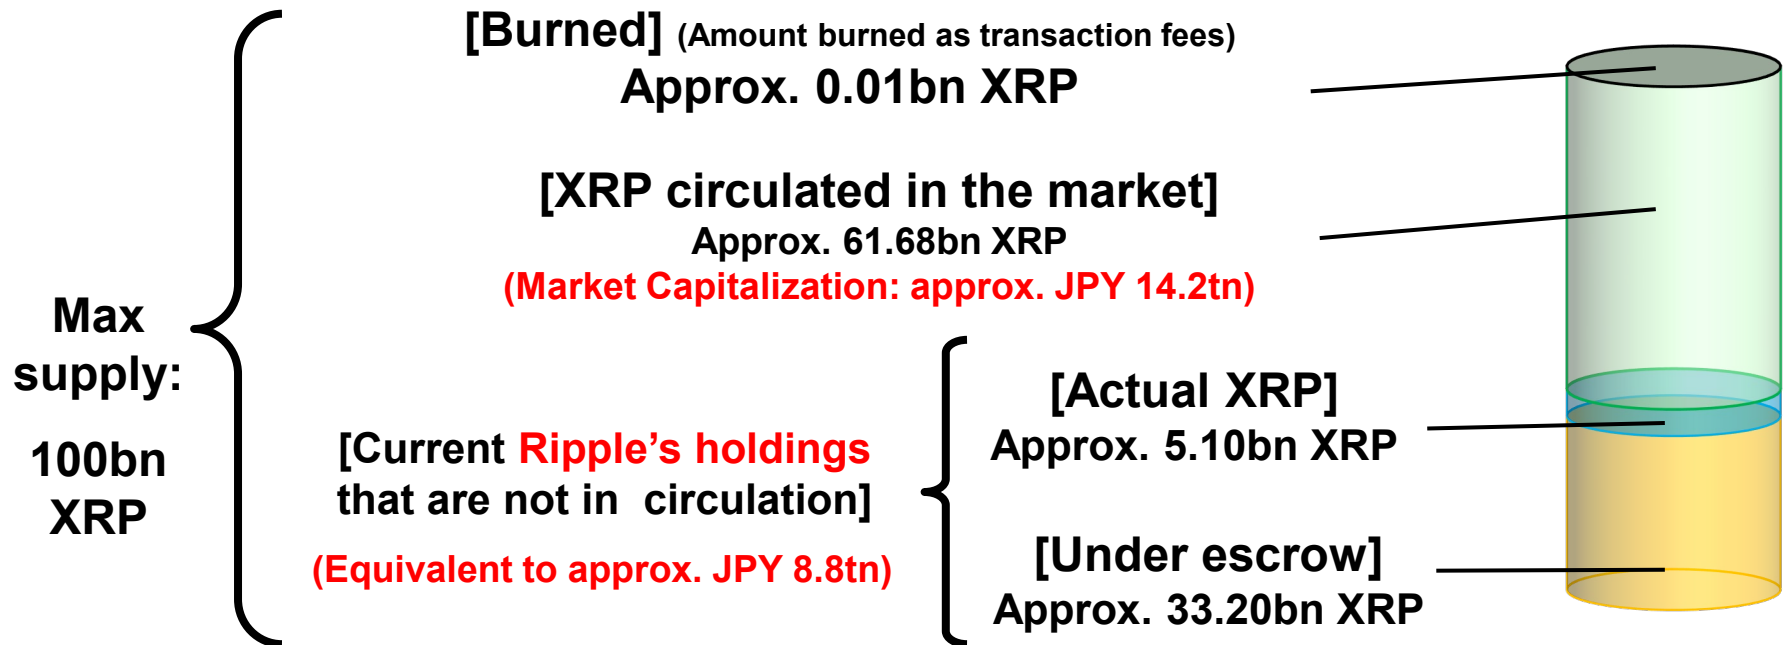 [Burned] (Amount burned as transaction fees)
Approx. 0.01bn XRP
[XRP circulated in the market]
Approx. 61.68bn XRP
(Market Capitalization: approx. JPY 14.2tn)
Max
supply:
100bn
XRP
[Current Ripple’s holdings
that are not in circulation]
(Equivalent to approx. JPY 8.8tn)
[Actual XRP]
Approx. 5.10bn XRP
[Under escrow]
Approx. 33.20bn XRP